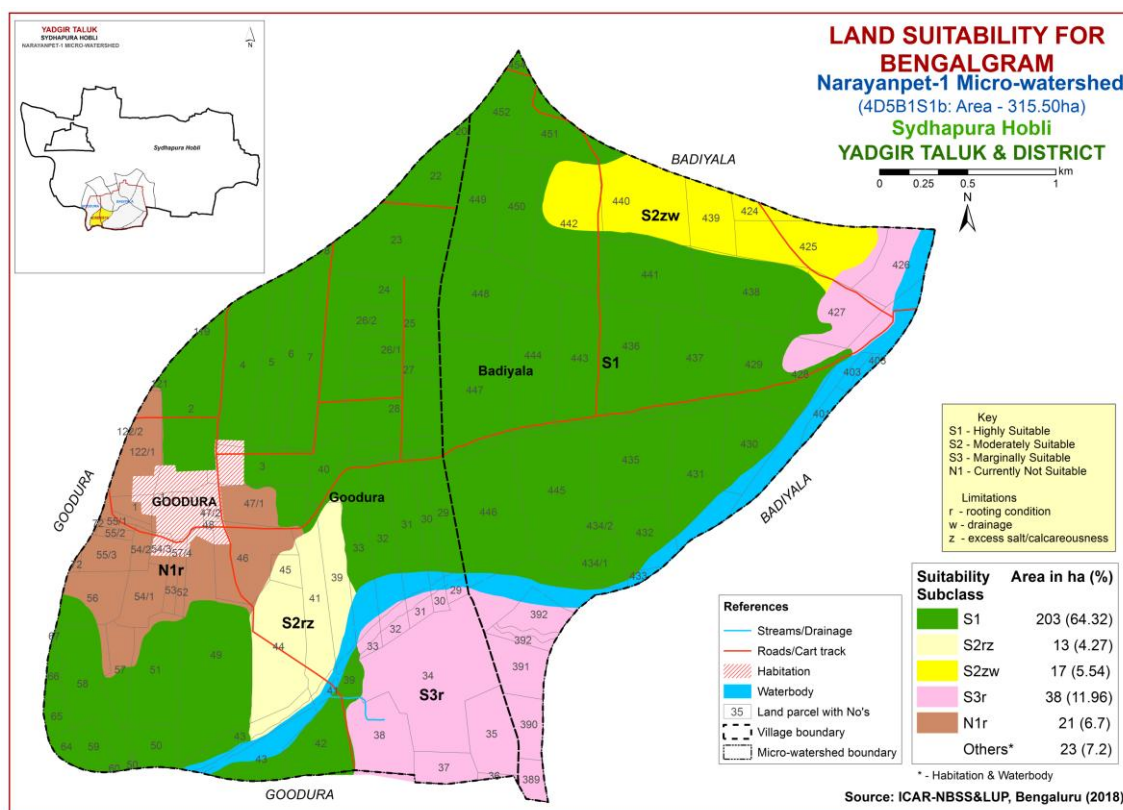 YADGIR TALUK
SYDHAPURA HOBLI
NARAYANPET-1 MICRO-WATERSHED
N
Sydhapura Hobli
LAND SUITABILITY FOR
BENGALGRAM
Narayanpet-1 Micro-watershed
(4D5B1S1b: Area - 315.50ha)
Sydhapura Hobli
YADGIR TALUK & DISTRICT
km
0 0.25 0.5 1
N
BADIYALA
452
451
22
449
450
440
442
S2zw
439
424
425
23
426
441
438
24
448
427
26/2
25
26/1
444
443
436
S1
437
429
428
4
5
6
7
27
Badiyala
447
403
405
401
2
28
122/2
122/1
3
40
435
430
431
GOODURA
GOODURA
1
47/2
47/1
Goodura
445
446
BADIYALA
29
30
31
32
33
434/2
432
434/1
433
55/1
55/2
55/3
54/2
54/3
57/4
46
N1r
45
39
41
56
54/1
53
52
S2rz
44
29
30
31
32
33
392
392
391
34
S3r
49
57
51
58
39
38
35
390
65
64
59
50
43
43
42
37
36
389
GOODURA
Key
S1 - Highly Suitable
S2 - Moderately Suitable
S3 - Marginally Suitable
N1 - Currently Not Suitable
Limitations
r - rooting condition
w - drainage
z - excess salt/calcareousness
References
Streams/Drainage
Roads/Cart track
Habitation
Waterbody
35 Land parcel with No's
Village boundary
Micro-watershed boundary
Suitability Area in ha (%)
Subclass
S1 203 (64.32)
S2rz 13 (4.27)
S2zw 17 (5.54)
S3r 38 (11.96)
N1r 21 (6.7)
Others* 23 (7.2)
* - Habitation & Waterbody
Source: ICAR-NBSS&LUP, Bengaluru (2018)